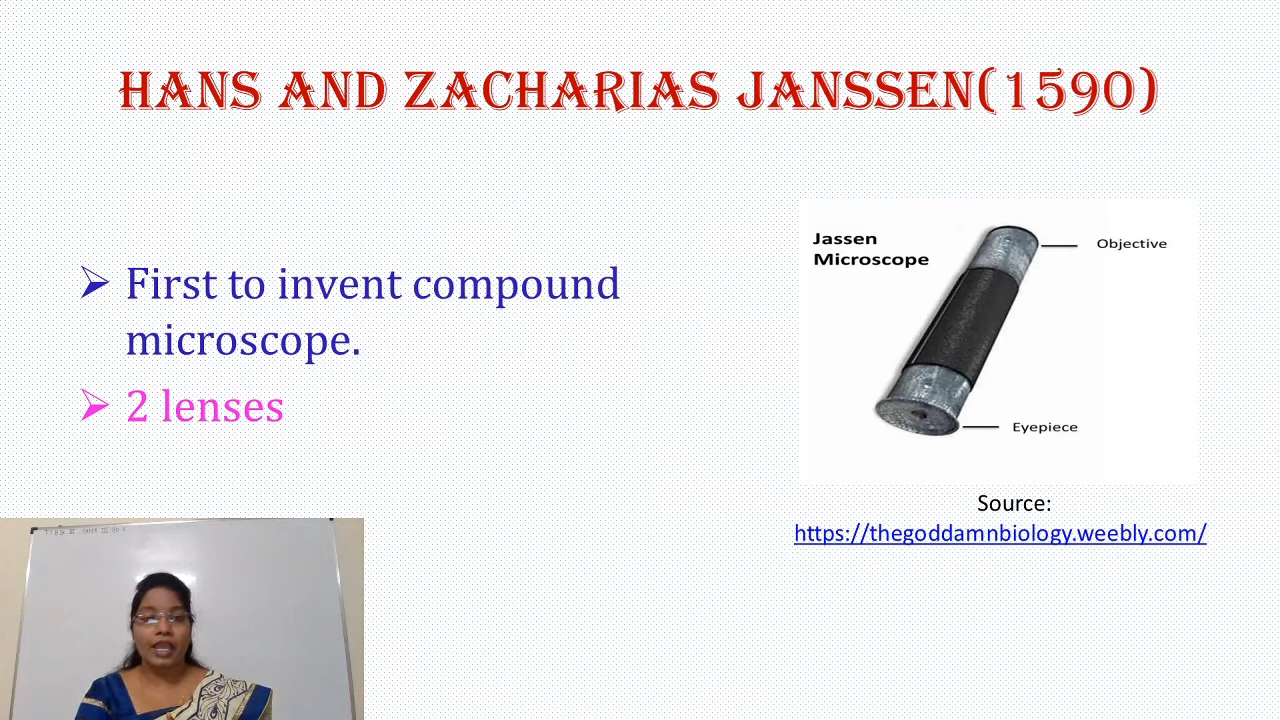 HANS AND ZACHARIAS JANSSEN(1590)
First to invent compound
microscope.
2 lenses
Jassen
Microscope
Objective
Eyepiece
Source:
https://thegoddamnbiology.weebly.com/